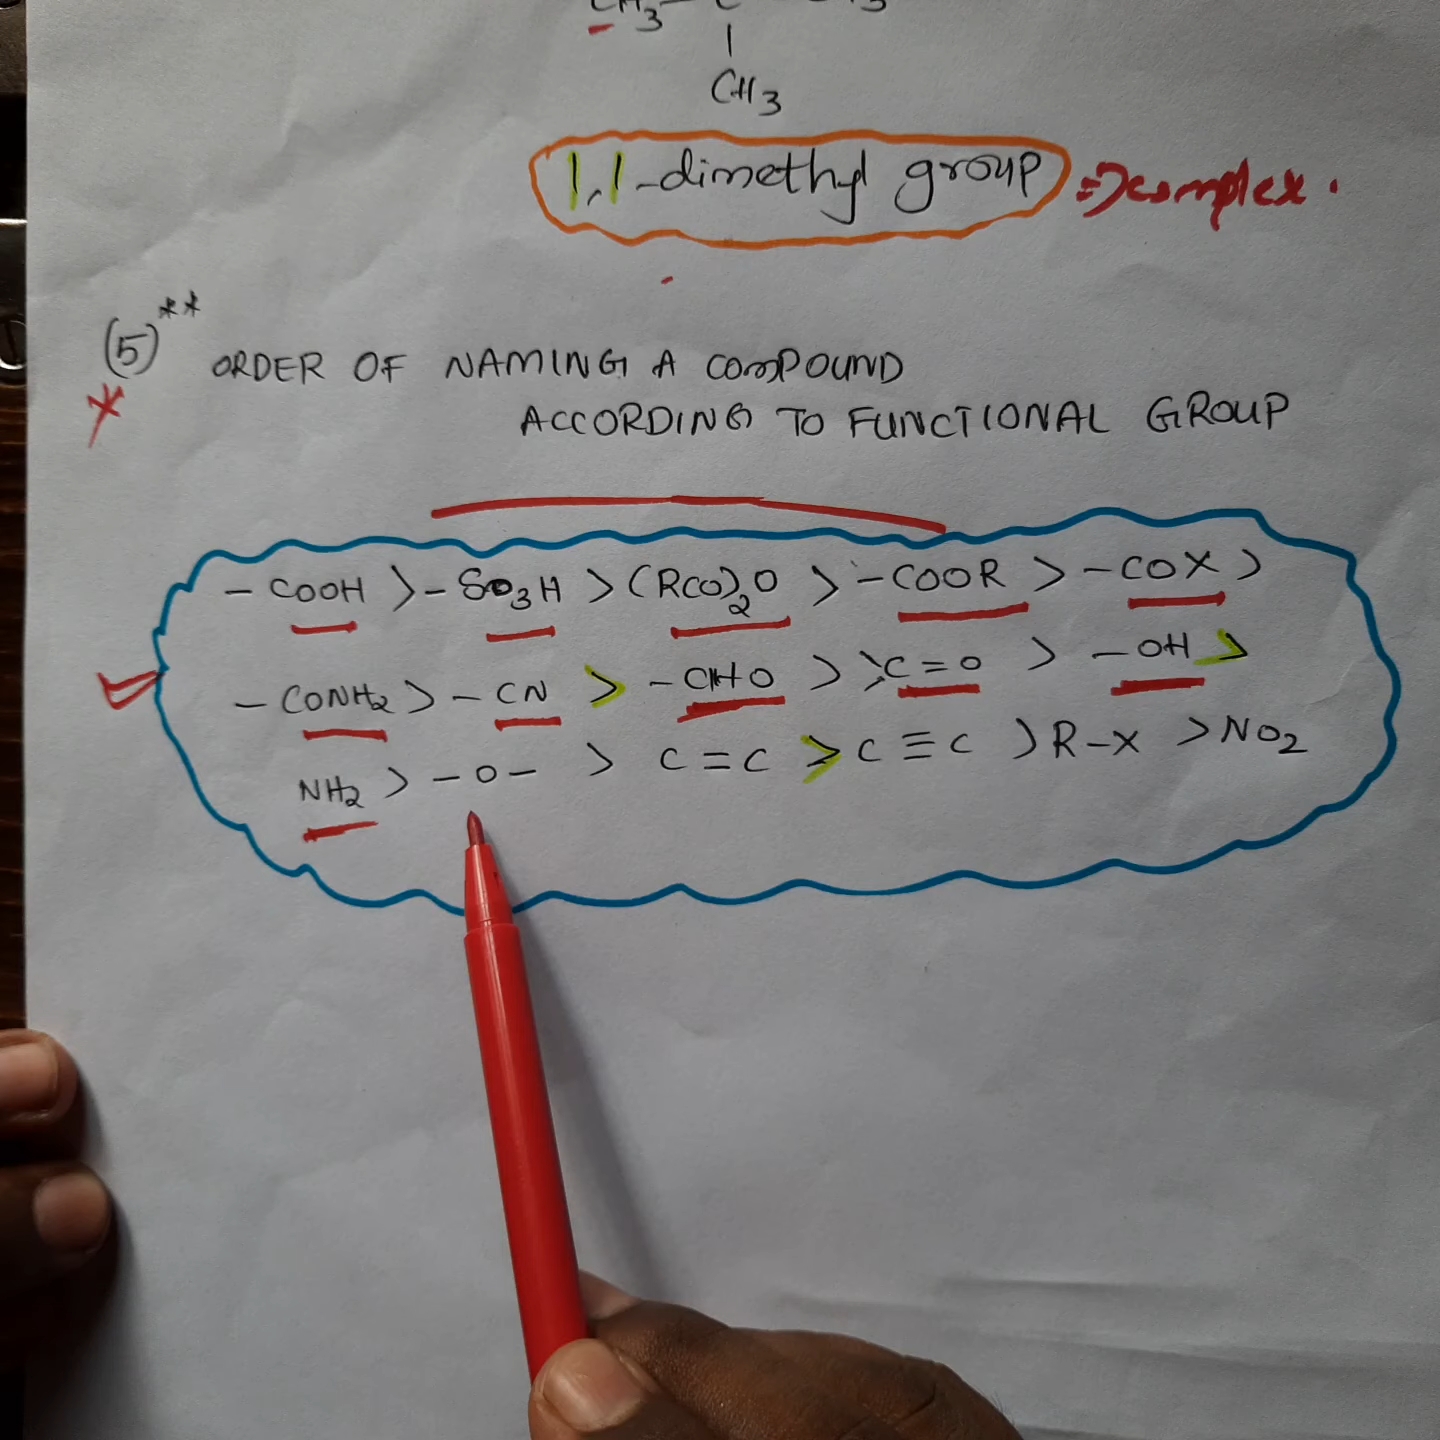 CH3
CH3
1,1-dimethyl group => complex.
(5)**
* ORDER OF NAMING A COMPOUND
ACCORDING TO FUNCTIONAL GROUP
-COOH > -SO3H > (RCO)2O > -COOR > -COX >
-CONH2 > -CN > -CHO > >C=O > -OH >
NH2 > -O- > C=C > C≡C > R-X > NO2